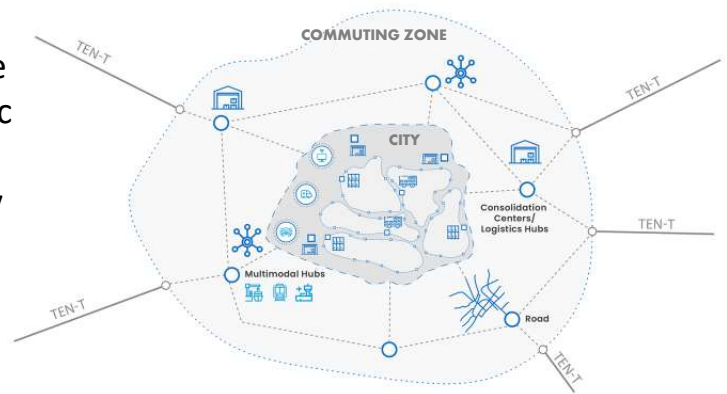 COMMUTING ZONE
TEN-T
e
c
TEN-T
CITY
y
Consolidation
Centers/
Logistics Hubs
TEN-T
Multimodal Hubs
TEN-T
Road
TEN-T